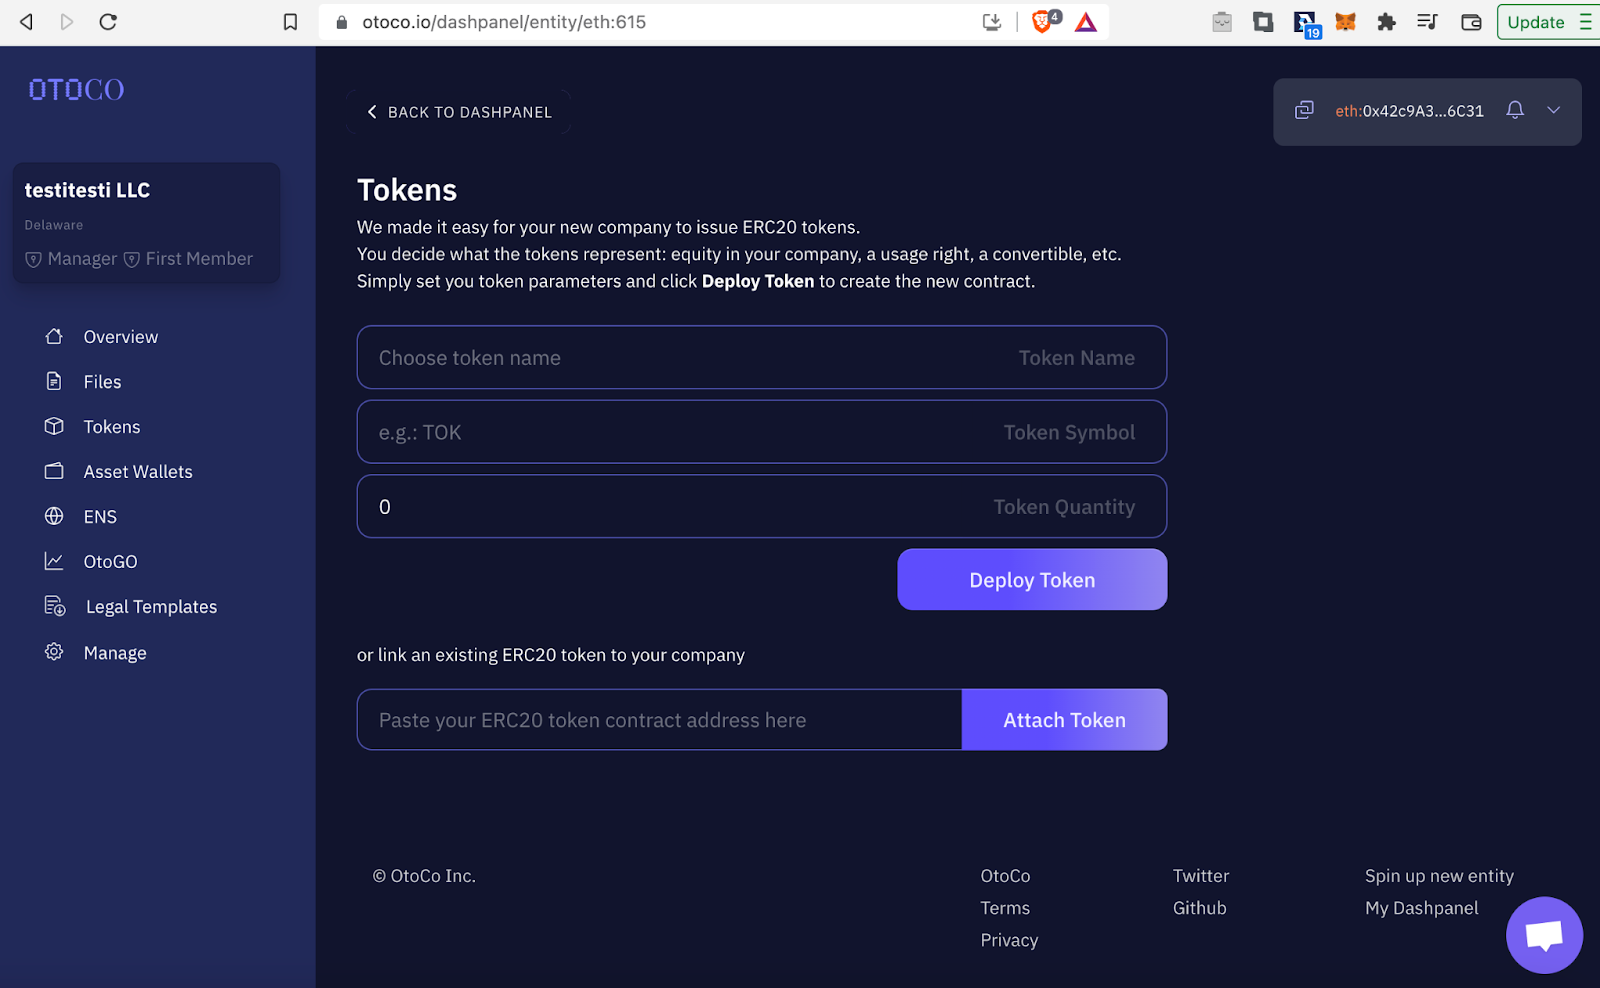 otoco.io/dashpanel/entity/eth:615
4
19
Update
OTOCO
BACK TO DASHPANEL
eth:0x42c9A3...6C31
testitesti LLC
Delaware
Manager First Member
Overview
Files
Tokens
Asset Wallets
ENS
OtoGO
Legal Templates
Manage
Tokens
We made it easy for your new company to issue ERC20 tokens.
You decide what the tokens represent: equity in your company, a usage right, a convertible, etc.
Simply set you token parameters and click Deploy Token to create the new contract.
Choose token name Token Name
e.g.: TOK Token Symbol
0 Token Quantity
Deploy Token
or link an existing ERC20 token to your company
Paste your ERC20 token contract address here Attach Token
© OtoCo Inc.
OtoCo
Terms
Privacy
Twitter
Github
Spin up new entity
My Dashpanel